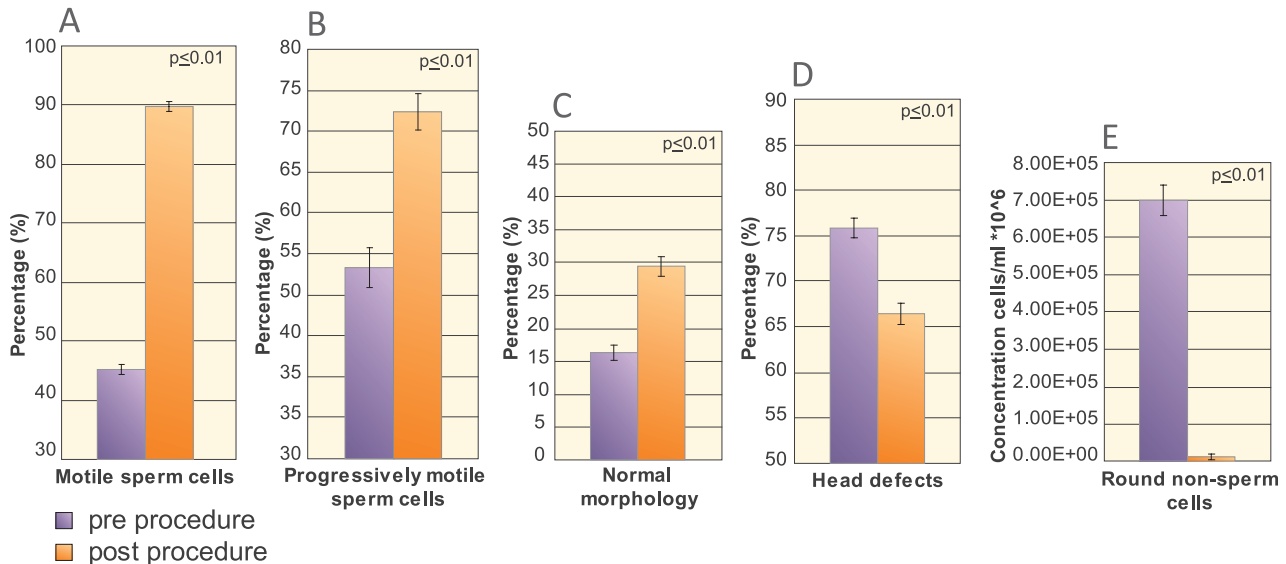 A
p≤0.01
100
90
80
70
60
50
40
30
Percentage (%)
Motile sperm cells
B
p≤0.01
80
75
70
65
60
55
50
45
40
35
30
Percentage (%)
Progressively motile
sperm cells
C
p≤0.01
50
45
40
35
30
25
20
15
10
5
0
Percentage (%)
Normal
morphology
D
p≤0.01
90
85
80
75
70
65
60
55
50
Percentage (%)
Head defects
E
p≤0.01
8.00E+05
7.00E+05
6.00E+05
5.00E+05
4.00E+05
3.00E+05
2.00E+05
1.00E+05
0.00E+00
Concentration cells/ml *10^6
Round non-sperm
cells
pre procedure
post procedure